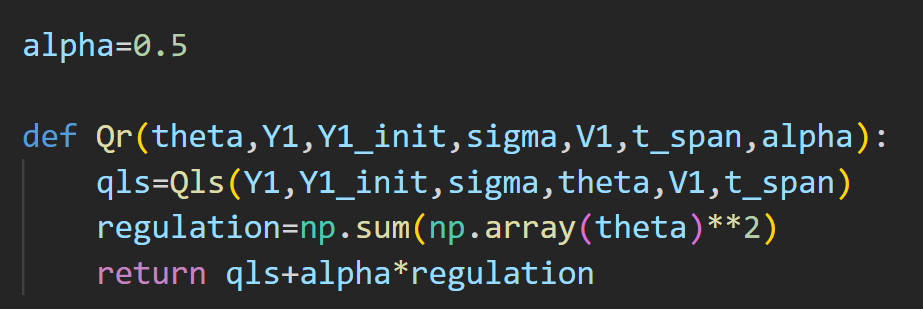 alpha=0.5
def Qr(theta,Y1,Y1_init,sigma,V1,t_span,alpha):
    qls=Qls(Y1,Y1_init,sigma,theta,V1,t_span)
    regulation=np.sum(np.array(theta)**2)
    return qls+alpha*regulation